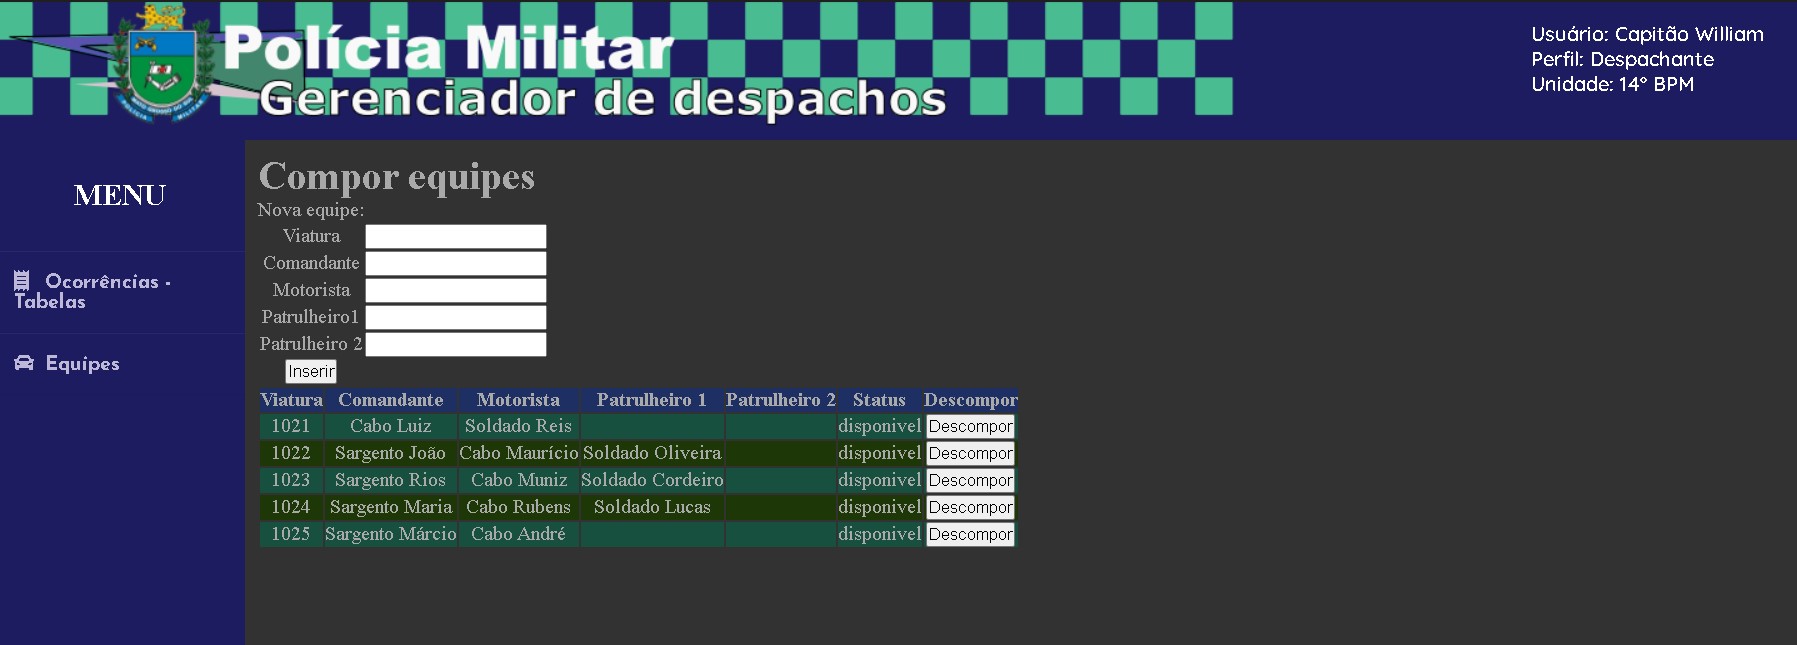 Polícia Militar
Gerenciador de despachos
Usuário: Capitão William
Perfil: Despachante
Unidade: 14° BPM
MENU
Ocorrências -
Tabelas
Equipes
Compor equipes
Nova equipe:
Viatura
Comandante
Motorista
Patrulheiro1
Patrulheiro 2
Inserir
Viatura Comandante Motorista Patrulheiro 1 Patrulheiro 2 Status Descompor
1021 Cabo Luiz Soldado Reis disponivel Descompor
1022 Sargento João Cabo Maurício Soldado Oliveira disponivel Descompor
1023 Sargento Rios Cabo Muniz Soldado Cordeiro disponivel Descompor
1024 Sargento Maria Cabo Rubens Soldado Lucas disponivel Descompor
1025 Sargento Márcio Cabo André disponivel Descompor